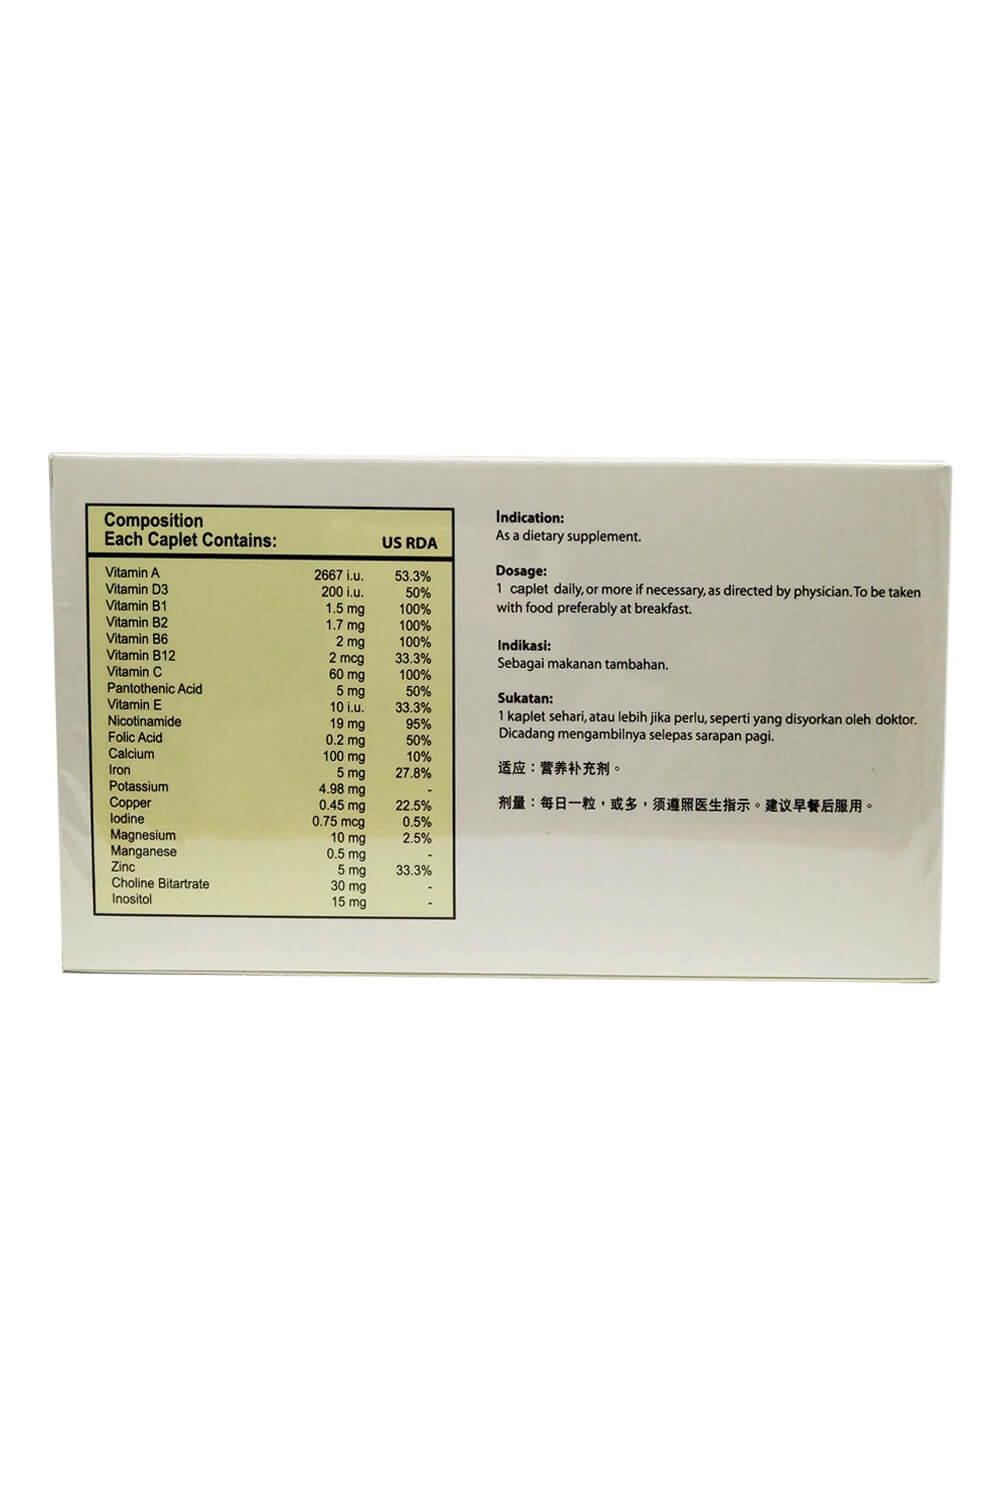 Composition
Each Caplet Contains: US RDA
Vitamin A 2667 i.u. 53.3%
Vitamin D3 200 i.u. 50%
Vitamin B1 1.5 mg 100%
Vitamin B2 1.7 mg 100%
Vitamin B6 2 mg 100%
Vitamin B12 2 mcg 33.3%
Vitamin C 60 mg 100%
Pantothenic Acid 5 mg 50%
Vitamin E 10 i.u. 33.3%
Nicotinamide 19 mg 95%
Folic Acid 0.2 mg 50%
Calcium 100 mg 10%
Iron 5 mg 27.8%
Potassium 4.98 mg -
Copper 0.45 mg 22.5%
Iodine 0.75 mcg 0.5%
Magnesium 10 mg 2.5%
Manganese 0.5 mg -
Zinc 5 mg 33.3%
Choline Bitartrate 30 mg -
Inositol 15 mg -
Indication:
As a dietary supplement.
Dosage:
1 caplet daily, or more if necessary, as directed by physician. To be taken
with food preferably at breakfast.
Indikasi:
Sebagai makanan tambahan.
Sukatan:
1 kaplet sehari, atau lebih jika perlu, seperti yang disyorkan oleh doktor.
Dicadang mengambilnya selepas sarapan pagi.
适应：营养补充剂。
剂量：每日一粒，或多，须遵照医生指示。建议早餐后服用。